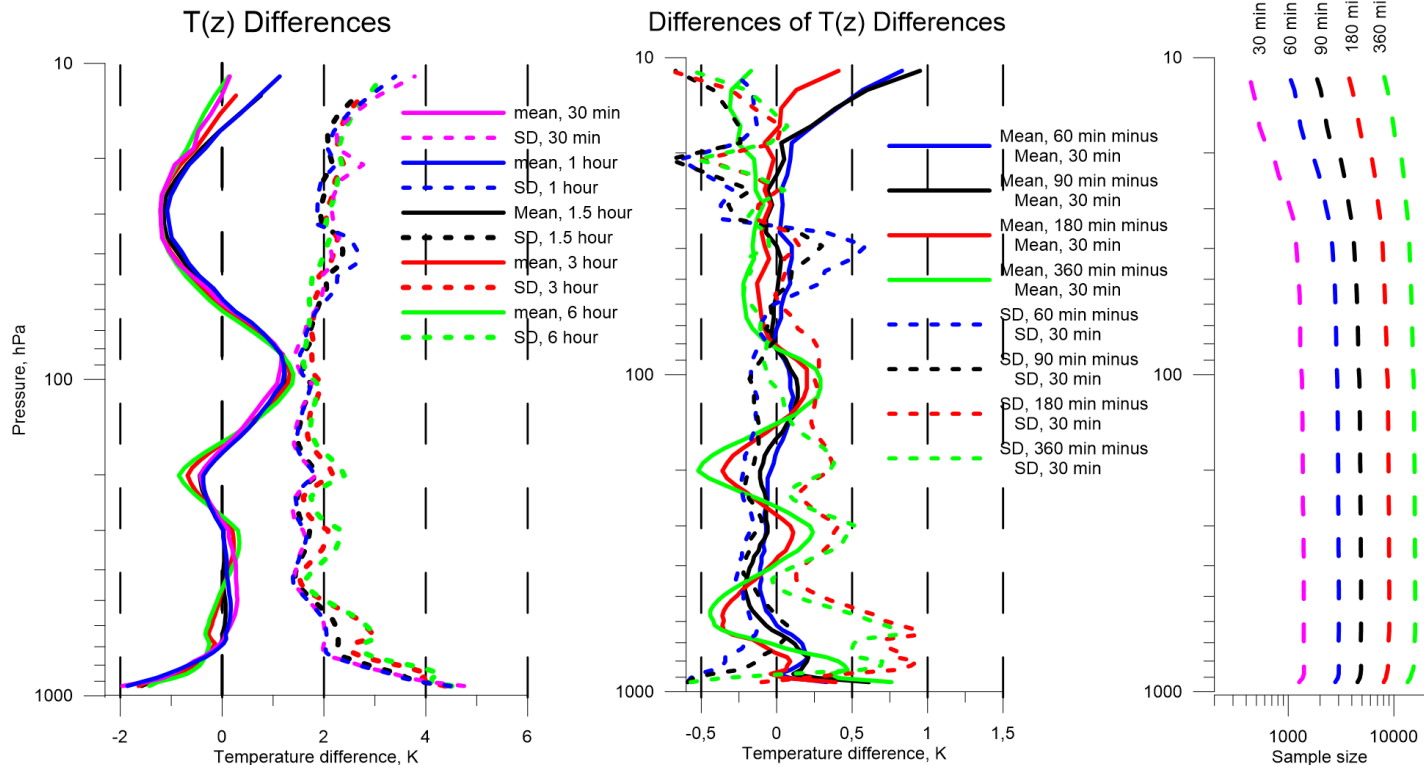 T(z) Differences
10
100
1000
Pressure, hPa
-2
0
2
4
6
Temperature difference, K
mean, 30 min
SD, 30 min
mean, 1 hour
SD, 1 hour
Mean, 1.5 hour
SD, 1.5 hour
mean, 3 hour
SD, 3 hour
mean, 6 hour
SD, 6 hour
Differences of T(z) Differences
10
100
1000
-0,5
0
0,5
1
1,5
Temperature difference, K
Mean, 60 min minus
Mean, 30 min
Mean, 90 min minus
Mean, 30 min
Mean, 180 min minus
Mean, 30 min
Mean, 360 min minus
Mean, 30 min
SD, 60 min minus
SD, 30 min
SD, 90 min minus
SD, 30 min
SD, 180 min minus
SD, 30 min
SD, 360 min minus
SD, 30 min
30 min
60 min
90 min
180 mi
360 min
10
100
1000
1000
10000
Sample size